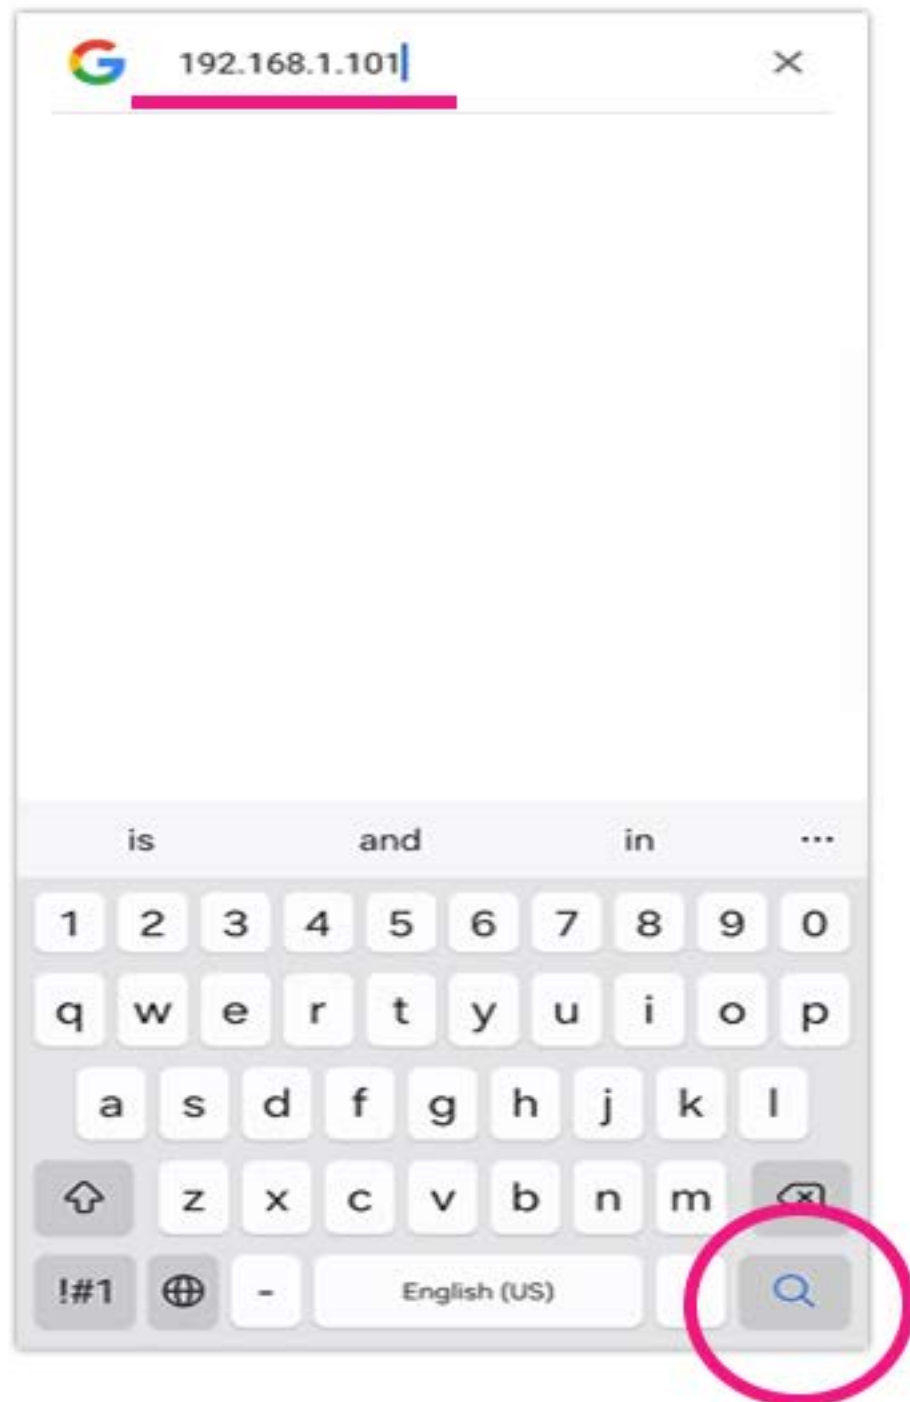 192.168.1.101
is and in ...
1 2 3 4 5 6 7 8 9 0
q w e r t y u i o p
a s d f g h j k l
z x c v b n m
!#1 - English (US)